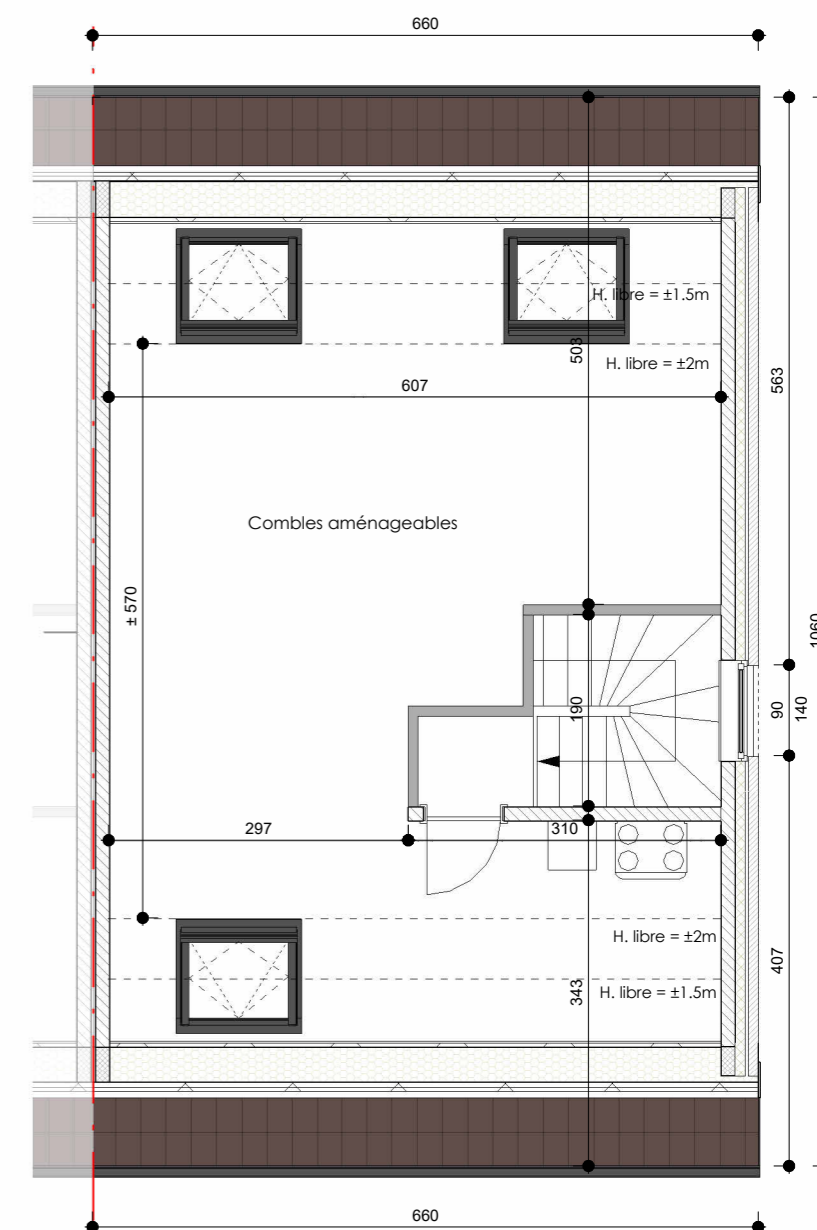 660
H. libre = ±1.5m
503
H. libre = ±2m
563
607
Combles aménageables
± 570
1060
190
90
140
297
310
H. libre = ±2m
407
343
H. libre = ±1.5m
660